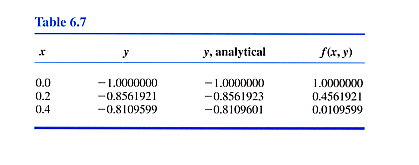 Table 6.7
x y y, analytical f(x, y)
0.0 −1.0000000 −1.0000000 1.0000000
0.2 −0.8561921 −0.8561923 0.4561921
0.4 −0.8109599 −0.8109601 0.0109599